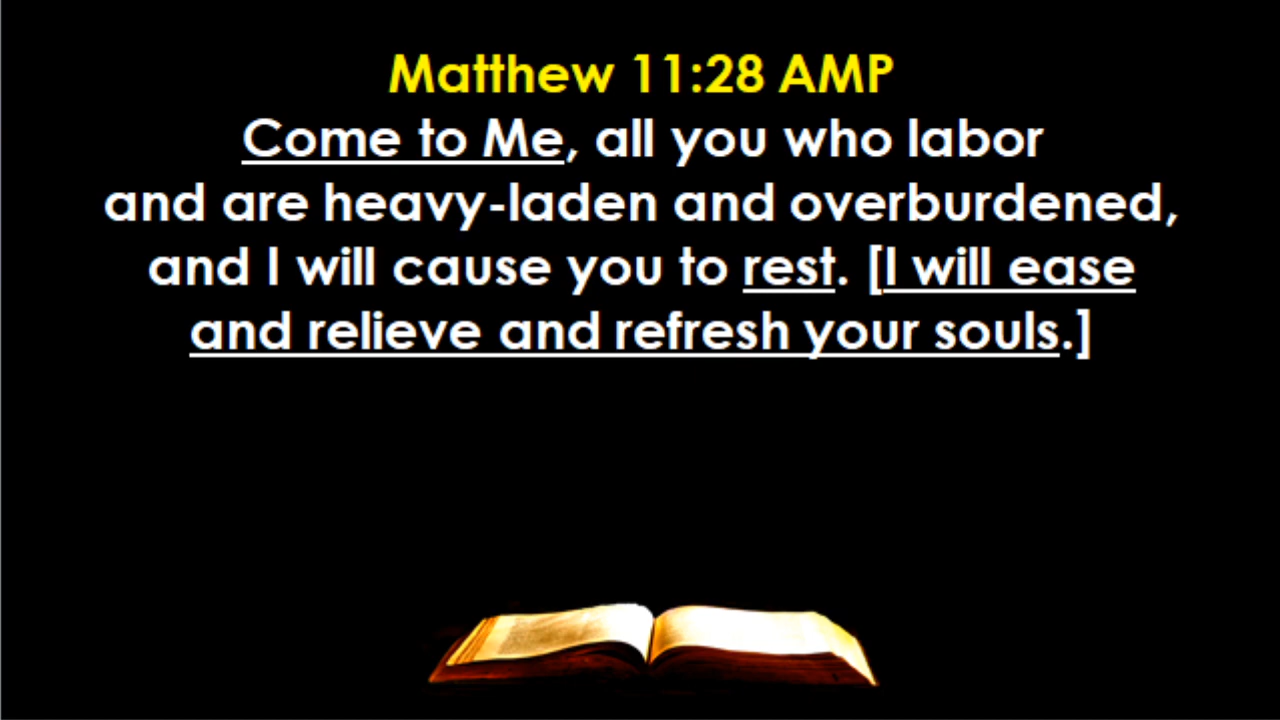 Matthew 11:28 AMP
Come to Me, all you who labor
and are heavy-laden and overburdened,
and I will cause you to rest. [I will ease
and relieve and refresh your souls.]